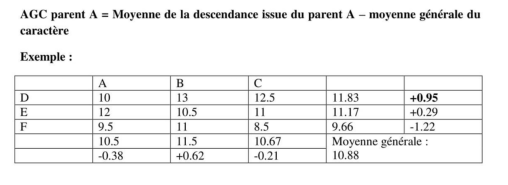 AGC parent A = Moyenne de la descendance issue du parent A – moyenne générale du
caractère
Exemple :
A B C
D 10 13 12.5 11.83 +0.95
E 12 10.5 11 11.17 +0.29
F 9.5 11 8.5 9.66 -1.22
10.5 11.5 10.67 Moyenne générale :
-0.38 +0.62 -0.21 10.88